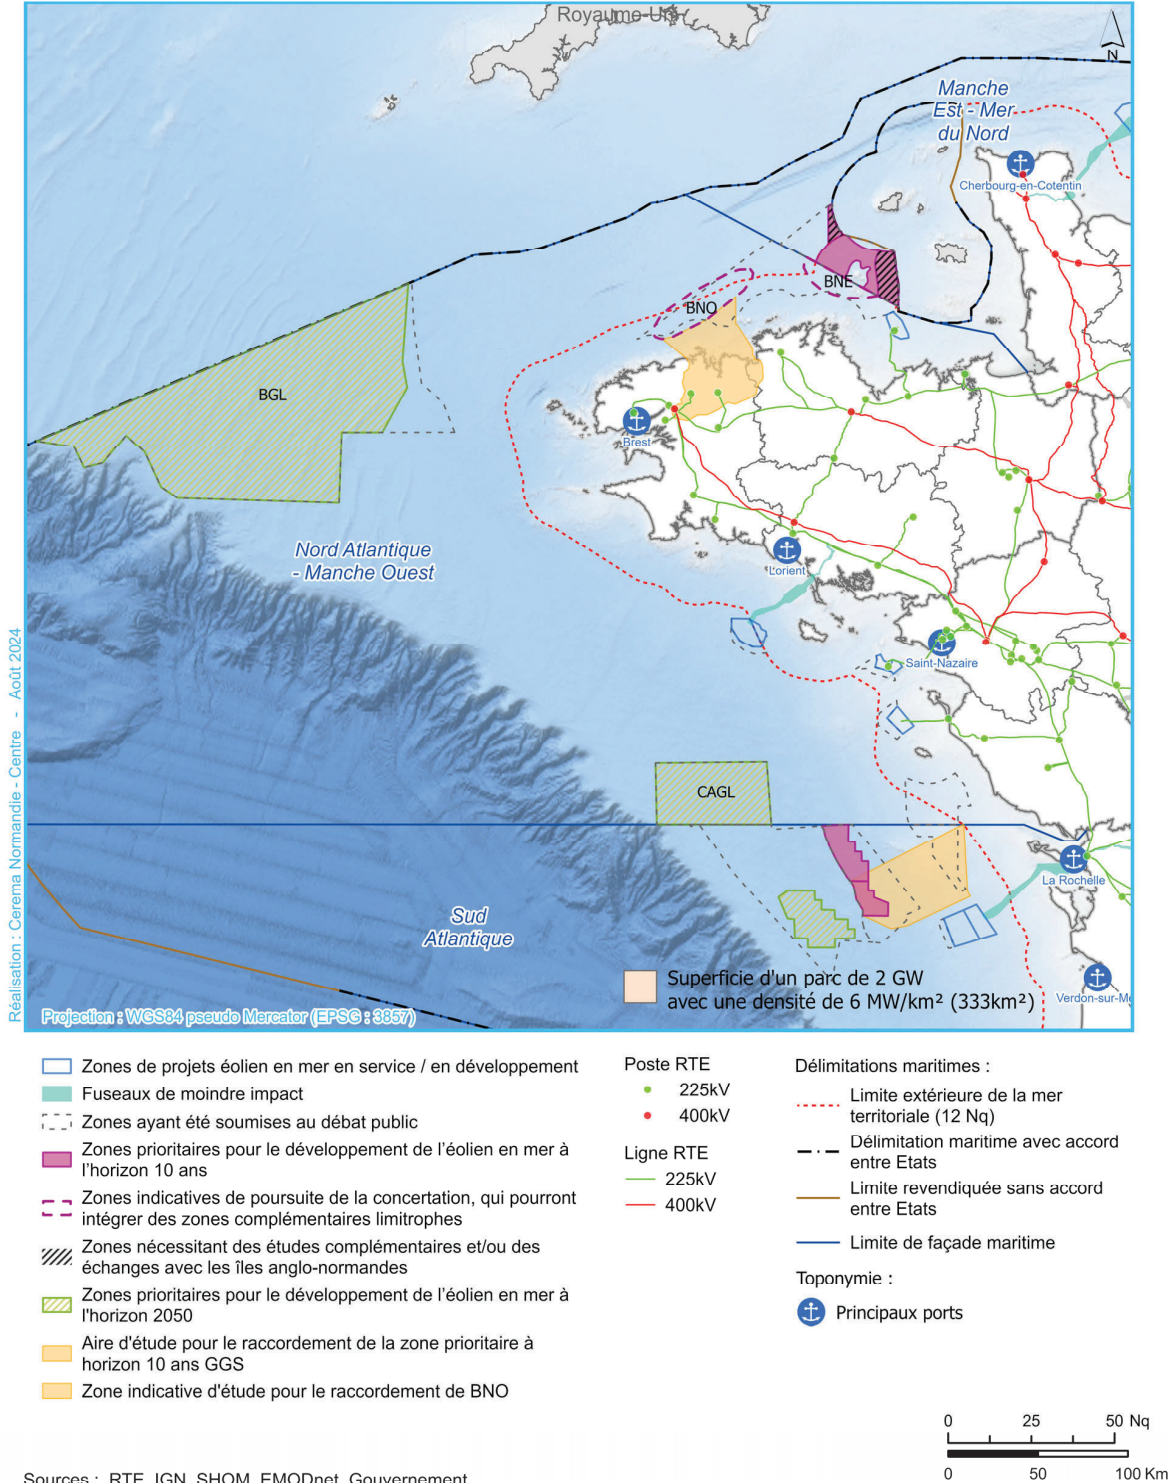 Royaume-Uni
N
Manche
Est - Mer
du Nord
Cherbourg-en-Cotentin
BNE
BNO
BGL
Brest
Nord Atlantique
- Manche Ouest
Lorient
Saint-Nazaire
CAGL
La Rochelle
Sud
Atlantique
Verdon-sur-Me
Superficie d'un parc de 2 GW
avec une densité de 6 MW/km² (333km²)
Projection : WGS84 pseudo Mercator (EPSG : 3857)
Réalisation : Cerema Normandie - Centre - Août 2024
Zones de projets éolien en mer en service / en développement
Fuseaux de moindre impact
Zones ayant été soumises au débat public
Zones prioritaires pour le développement de l'éolien en mer à
l'horizon 10 ans
Zones indicatives de poursuite de la concertation, qui pourront
intégrer des zones complémentaires limitrophes
Zones nécessitant des études complémentaires et/ou des
échanges avec les îles anglo-normandes
Zones prioritaires pour le développement de l'éolien en mer à
l'horizon 2050
Aire d'étude pour le raccordement de la zone prioritaire à
horizon 10 ans GGS
Zone indicative d'étude pour le raccordement de BNO
Poste RTE
225kV
400kV
Ligne RTE
225kV
400kV
Délimitations maritimes :
Limite extérieure de la mer
territoriale (12 Nq)
Délimitation maritime avec accord
entre Etats
Limite revendiquée sans accord
entre Etats
Limite de façade maritime
Toponymie :
Principaux ports
0 25 50 Nq
0 50 100 Km
Sources : RTE, IGN, SHOM, EMODnet, Gouvernement